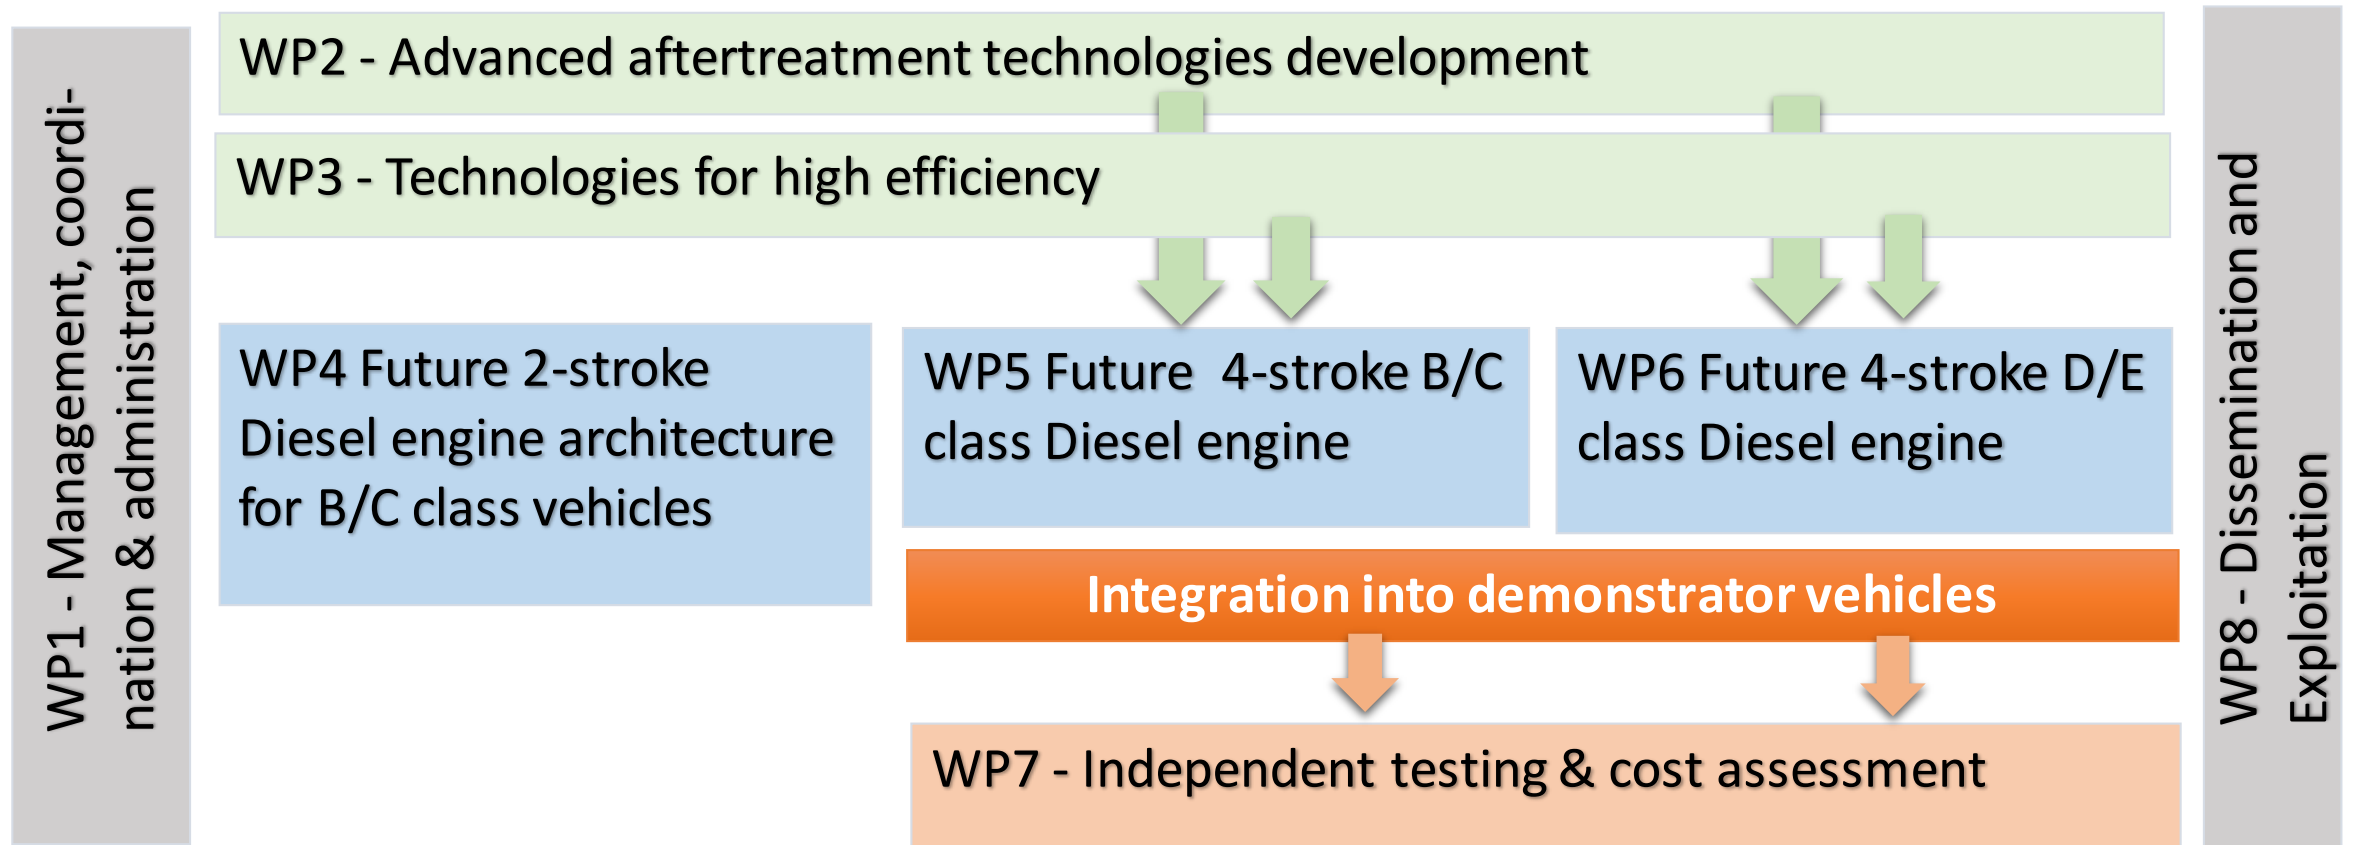 WP1 - Management, coordi-
nation & administration
WP2 - Advanced aftertreatment technologies development
WP3 - Technologies for high efficiency
WP4 Future 2-stroke
Diesel engine architecture
for B/C class vehicles
WP5 Future  4-stroke B/C
class Diesel engine
WP6 Future 4-stroke D/E
class Diesel engine
Integration into demonstrator vehicles
WP7 - Independent testing & cost assessment
WP8 - Dissemination and
Exploitation